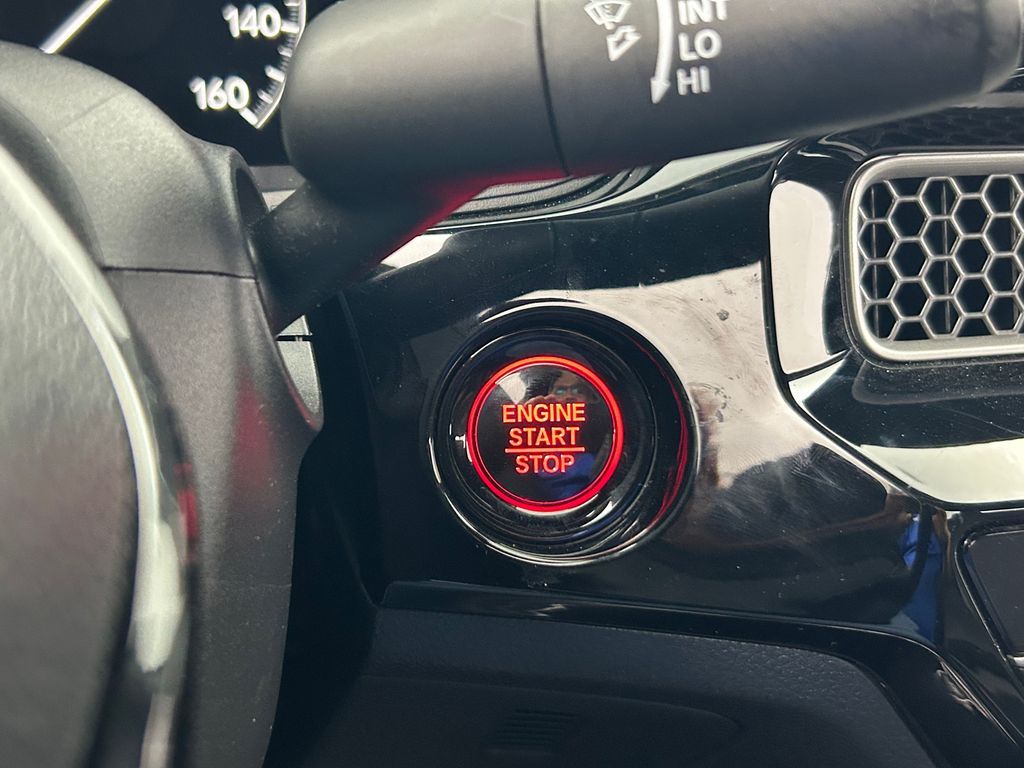 140
160
INT
LO
HI
ENGINE
START
STOP